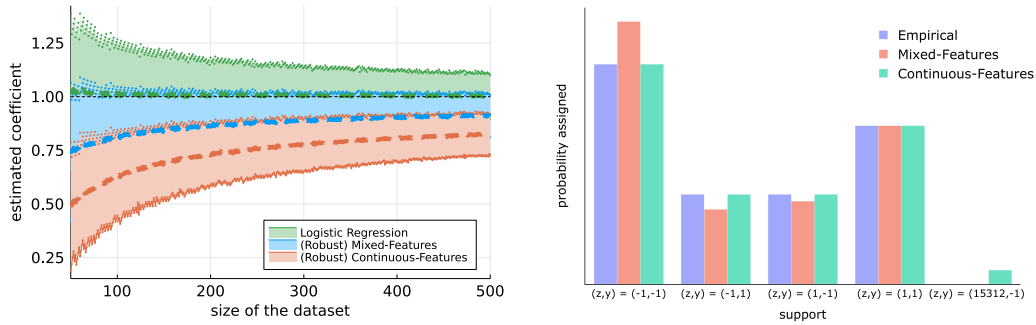 estimated coefficient
1.25
1.00
0.75
0.50
0.25
Logistic Regression
(Robust) Mixed-Features
(Robust) Continuous-Features
100
200
300
400
500
size of the dataset
probability assigned
Empirical
Mixed-Features
Continuous-Features
(z,y) = (-1,-1)
(z,y) = (-1,1)
(z,y) = (1,-1)
(z,y) = (1,1)
(z,y) = (15312,-1)
support